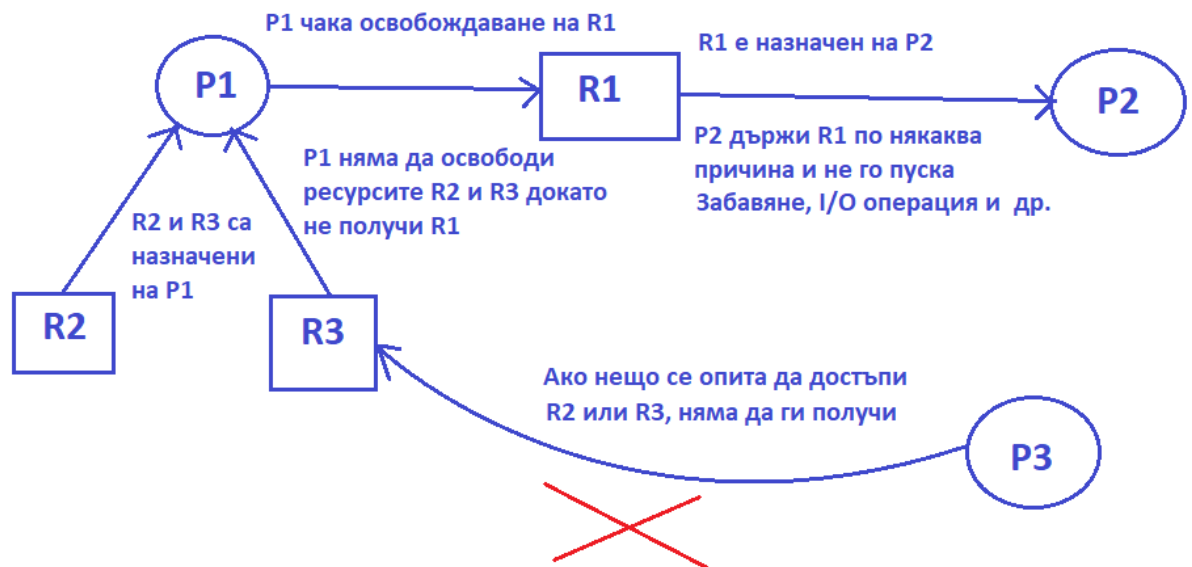 P1 чака освобождаване на R1
R1 е назначен на P2
P1
R1
P2
P1 няма да освободи
ресурсите R2 и R3 докато
не получи R1
P2 държи R1 по някаква
причина и не го пуска
Забавяне, I/O операция и др.
R2 и R3 са
назначени
на P1
R2
R3
Ако нещо се опита да достъпи
R2 или R3, няма да ги получи
P3